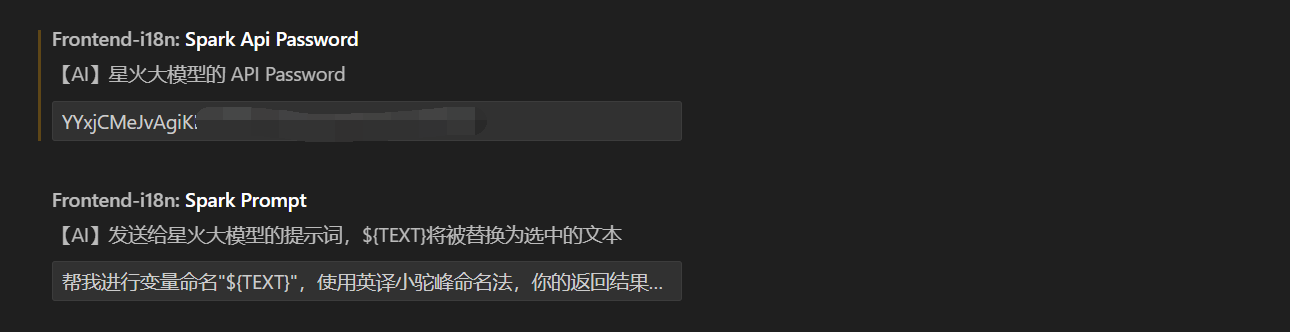 Frontend-i18n: Spark Api Password
【AI】星火大模型的 API Password
YYxjCMeJvAgiK
Frontend-i18n: Spark Prompt
【AI】发送给星火大模型的提示词，${TEXT}将被替换为选中的文本
帮我进行变量命名"${TEXT}"，使用英译小驼峰命名法，你的返回结果...